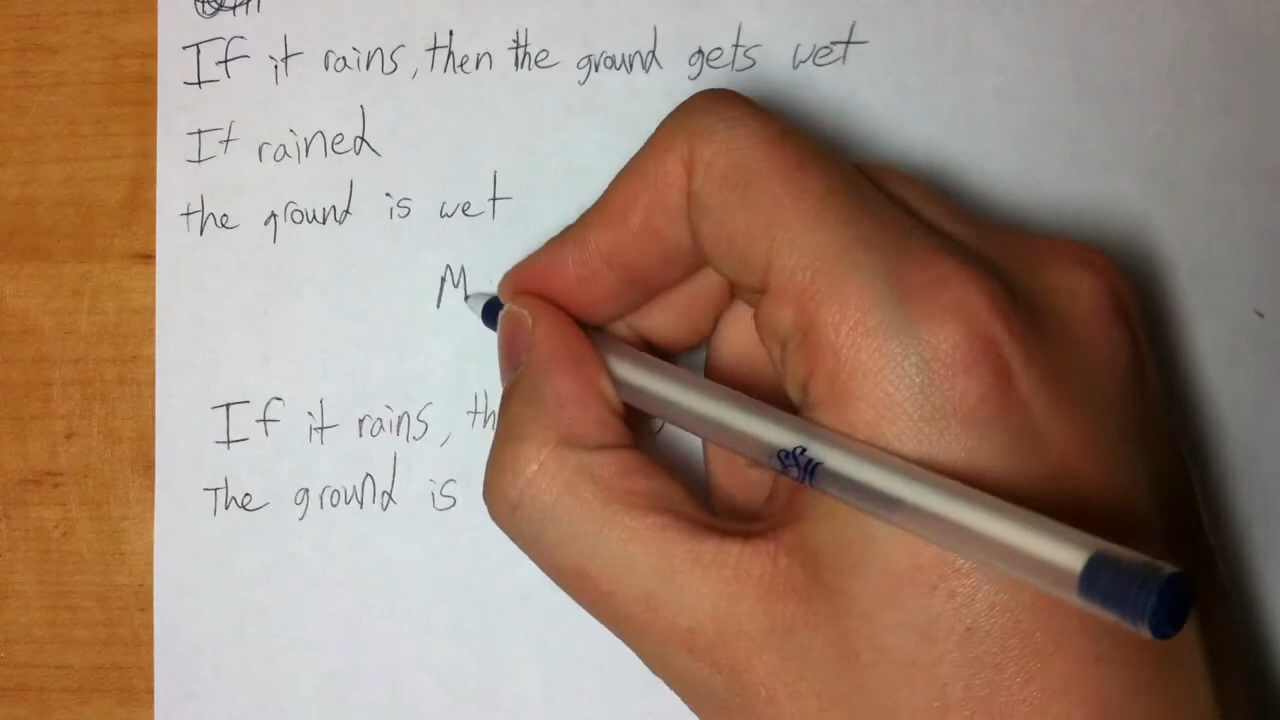 If it rains, then the ground gets wet
It rained
the ground is wet
M
If it rains, th
The ground is